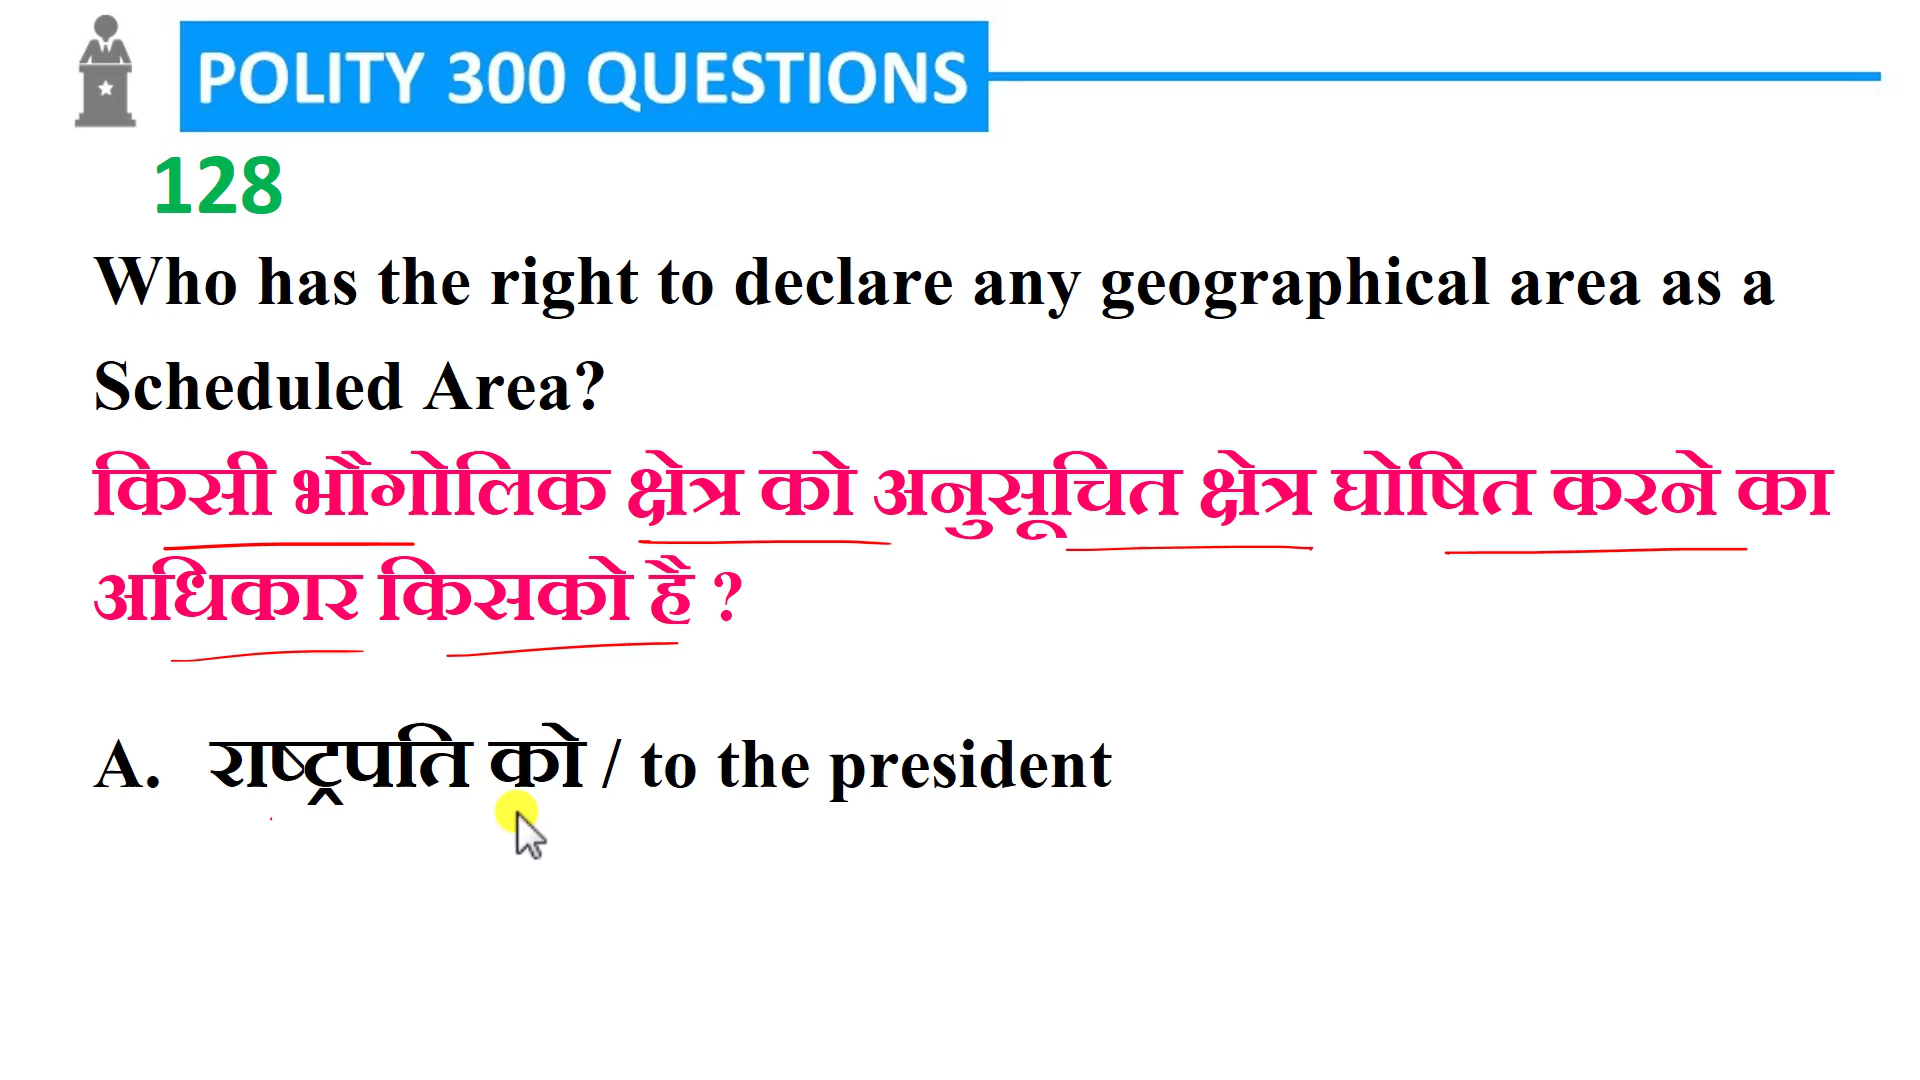 POLITY 300 QUESTIONS
128
Who has the right to declare any geographical area as a
Scheduled Area?
किसी भौगोलिक क्षेत्र को अनुसूचित क्षेत्र घोषित करने का
अधिकार किसको है ?
A. राष्ट्रपति को / to the president